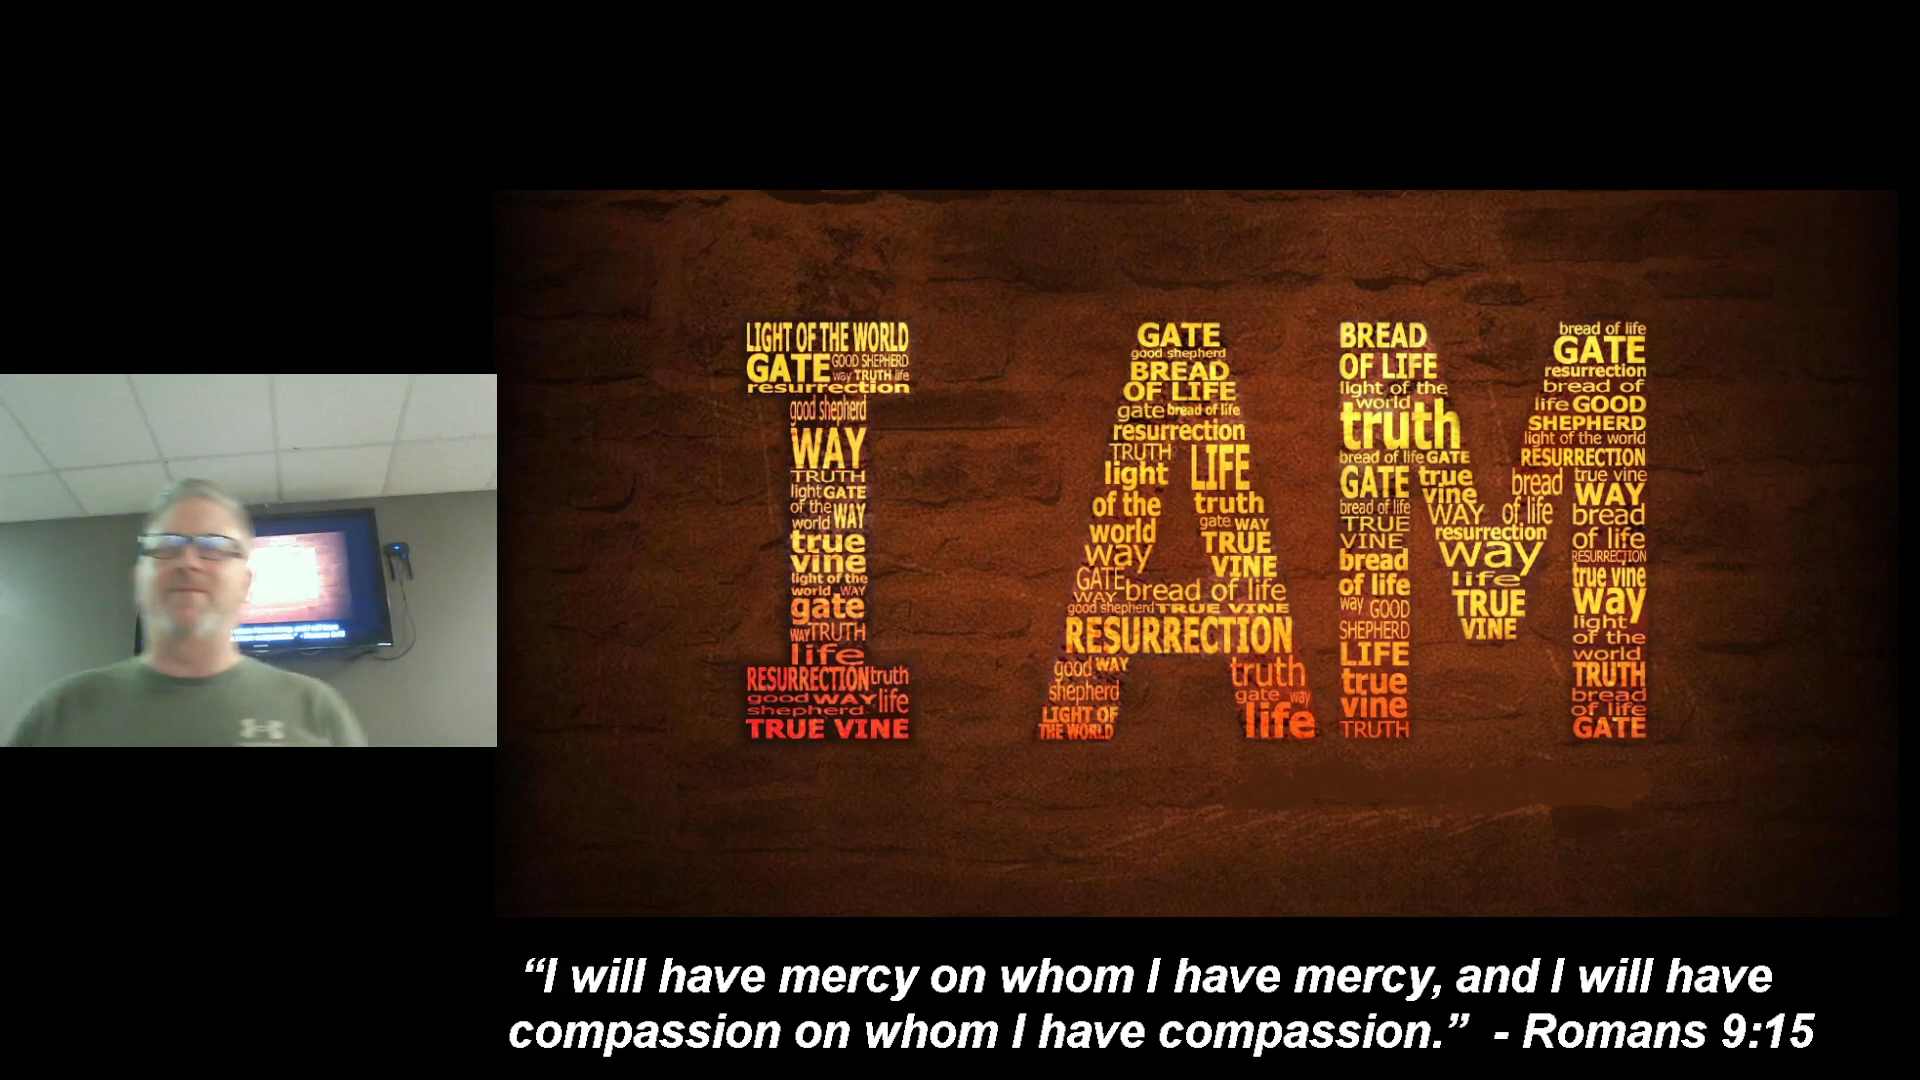 LIGHT OF THE WORLD
GATE GOOD SHEPHERD
way TRUTH life
resurrection
good shepherd
WAY
TRUTH
light GATE
of the WAY
world
true
vine
light of the
world WAY
gate
WAY TRUTH
life
RESURRECTION truth
good WAY life
shepherd
TRUE VINE
GATE
good shepherd
BREAD
OF LIFE
gate bread of life
resurrection
TRUTH LIFE
light
of the truth
world gate WAY
way TRUE
VINE
GATE bread of life
WAY
good shepherd TRUE VINE
RESURRECTION
good WAY truth
shepherd gate way
LIGHT OF life
THE WORLD
BREAD
OF LIFE
light of the
world
truth
bread of life GATE
GATE true
vine
bread of life WAY
TRUE
VINE
bread
of life
way GOOD
SHEPHERD
LIFE
true
vine
TRUTH
bread
of life
resurrection
way
life
TRUE
VINE
bread of life
GATE
resurrection
bread of
life GOOD
SHEPHERD
light of the world
RESURRECTION
true vine
WAY
bread
of life
RESURRECTION
true vine
way
light
of the
world
TRUTH
bread
of life
GATE
“I will have mercy on whom I have mercy, and I will have
compassion on whom I have compassion.” - Romans 9:15